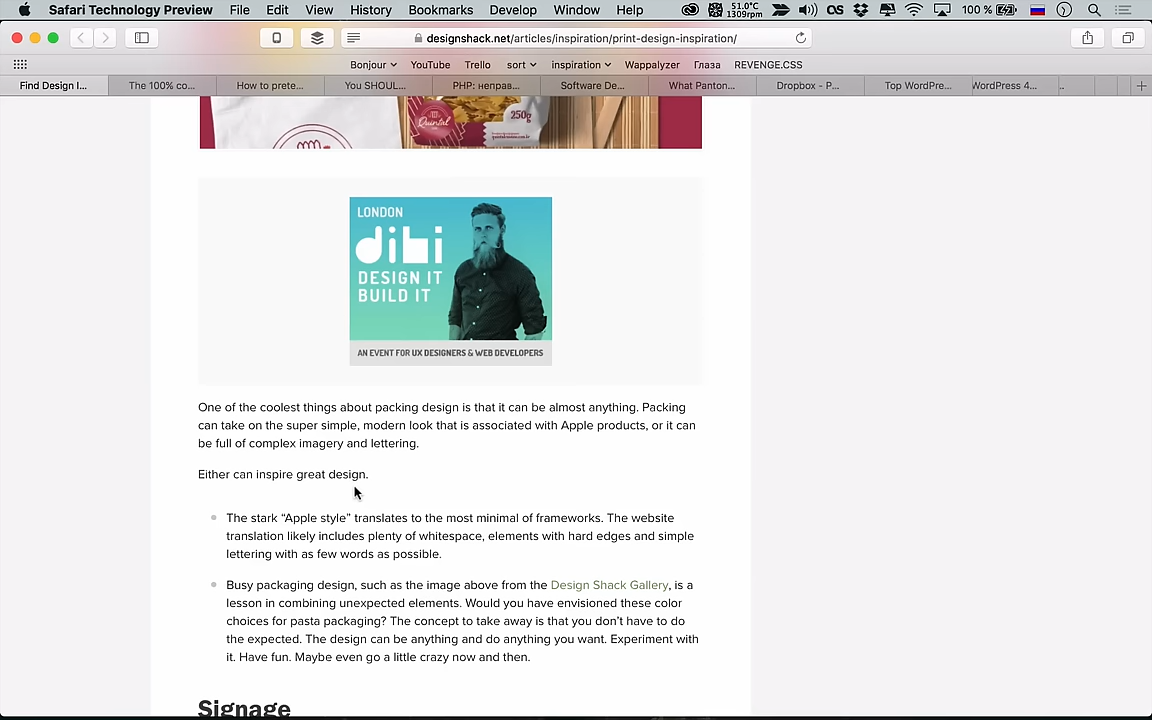 Safari Technology Preview File Edit View History Bookmarks Develop Window Help 51.0°C 1309rpm 100 %
designshack.net/articles/inspiration/print-design-inspiration/
Bonjour YouTube Trello sort inspiration Wappalyzer Глаза REVENGE.CSS
Find Design I... The 100% co... How to prete... You SHOUL... PHP: неправ... Software De... What Panton... Dropbox - P... Top WordPre... WordPress 4... ..
Quintal
250g
LONDON
dibi
DESIGN IT
BUILD IT
AN EVENT FOR UX DESIGNERS & WEB DEVELOPERS
One of the coolest things about packing design is that it can be almost anything. Packing
can take on the super simple, modern look that is associated with Apple products, or it can
be full of complex imagery and lettering.
Either can inspire great design.
The stark “Apple style” translates to the most minimal of frameworks. The website
translation likely includes plenty of whitespace, elements with hard edges and simple
lettering with as few words as possible.
Busy packaging design, such as the image above from the Design Shack Gallery, is a
lesson in combining unexpected elements. Would you have envisioned these color
choices for pasta packaging? The concept to take away is that you don’t have to do
the expected. The design can be anything and do anything you want. Experiment with
it. Have fun. Maybe even go a little crazy now and then.
Signage